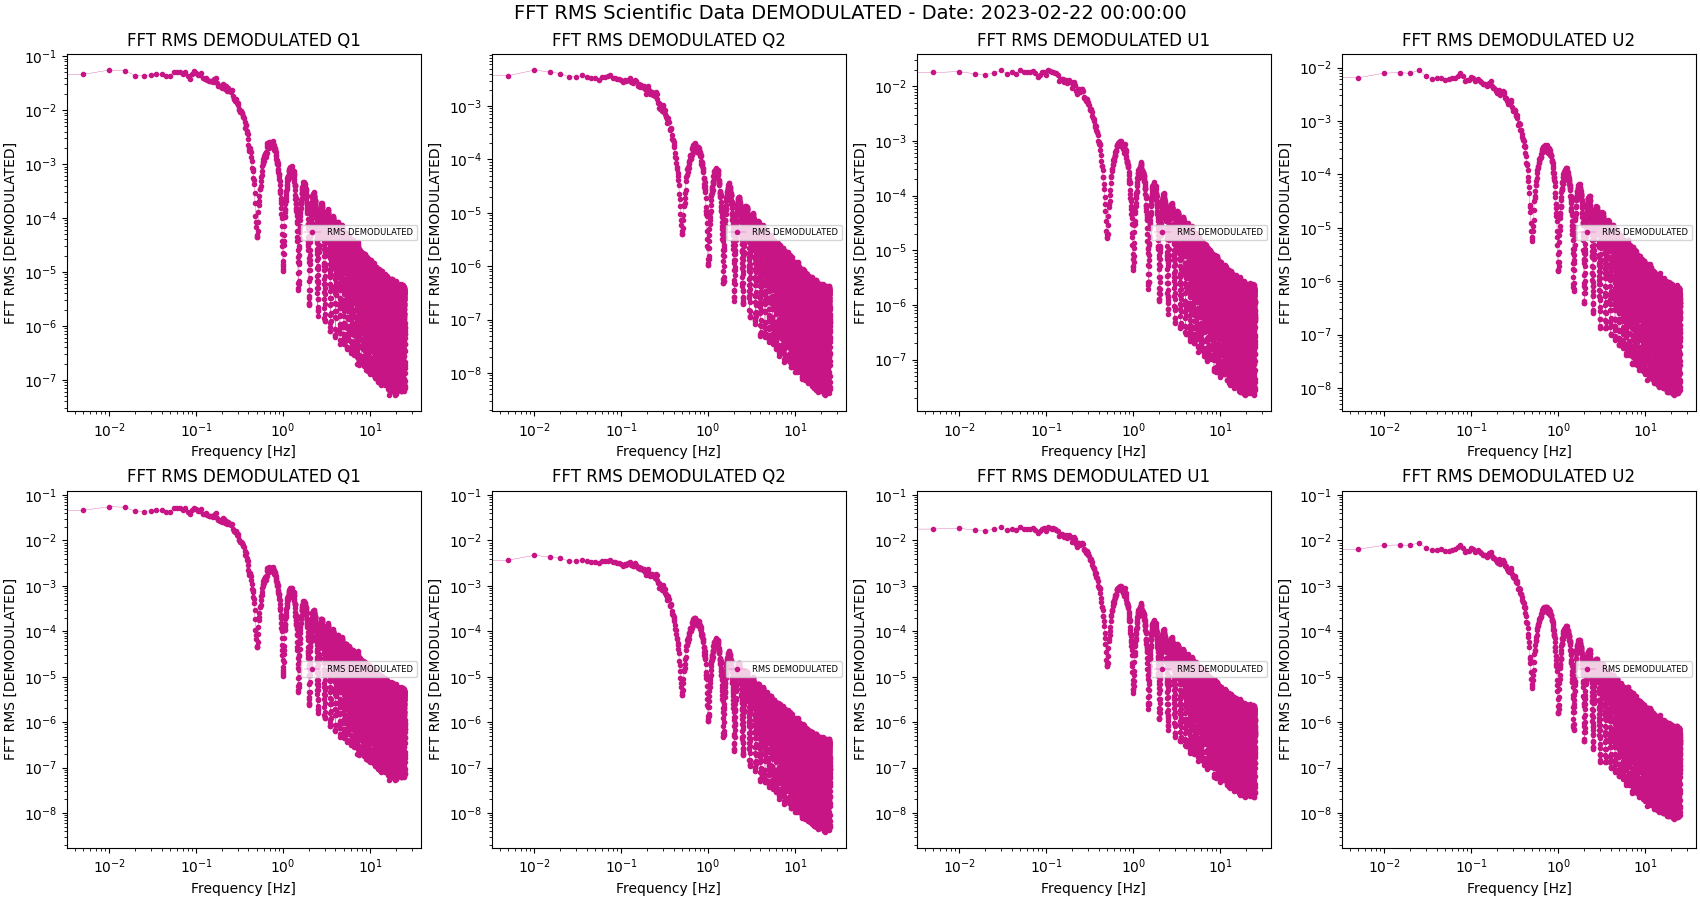 FFT RMS Scientific Data DEMODULATED - Date: 2023-02-22 00:00:00
FFT RMS DEMODULATED Q1
FFT RMS [DEMODULATED]
10⁻¹
10⁻²
10⁻³
10⁻⁴
10⁻⁵
10⁻⁶
10⁻⁷
RMS DEMODULATED
10⁻² 10⁻¹ 10⁰ 10¹
Frequency [Hz]
FFT RMS DEMODULATED Q2
FFT RMS [DEMODULATED]
10⁻³
10⁻⁴
10⁻⁵
10⁻⁶
10⁻⁷
10⁻⁸
RMS DEMODULATED
10⁻² 10⁻¹ 10⁰ 10¹
Frequency [Hz]
FFT RMS DEMODULATED U1
FFT RMS [DEMODULATED]
10⁻²
10⁻³
10⁻⁴
10⁻⁵
10⁻⁶
10⁻⁷
RMS DEMODULATED
10⁻² 10⁻¹ 10⁰ 10¹
Frequency [Hz]
FFT RMS DEMODULATED U2
FFT RMS [DEMODULATED]
10⁻²
10⁻³
10⁻⁴
10⁻⁵
10⁻⁶
10⁻⁷
10⁻⁸
RMS DEMODULATED
10⁻² 10⁻¹ 10⁰ 10¹
Frequency [Hz]
FFT RMS DEMODULATED Q1
FFT RMS [DEMODULATED]
10⁻¹
10⁻²
10⁻³
10⁻⁴
10⁻⁵
10⁻⁶
10⁻⁷
10⁻⁸
RMS DEMODULATED
10⁻² 10⁻¹ 10⁰ 10¹
Frequency [Hz]
FFT RMS DEMODULATED Q2
FFT RMS [DEMODULATED]
10⁻¹
10⁻²
10⁻³
10⁻⁴
10⁻⁵
10⁻⁶
10⁻⁷
10⁻⁸
RMS DEMODULATED
10⁻² 10⁻¹ 10⁰ 10¹
Frequency [Hz]
FFT RMS DEMODULATED U1
FFT RMS [DEMODULATED]
10⁻¹
10⁻²
10⁻³
10⁻⁴
10⁻⁵
10⁻⁶
10⁻⁷
10⁻⁸
RMS DEMODULATED
10⁻² 10⁻¹ 10⁰ 10¹
Frequency [Hz]
FFT RMS DEMODULATED U2
FFT RMS [DEMODULATED]
10⁻¹
10⁻²
10⁻³
10⁻⁴
10⁻⁵
10⁻⁶
10⁻⁷
10⁻⁸
RMS DEMODULATED
10⁻² 10⁻¹ 10⁰ 10¹
Frequency [Hz]